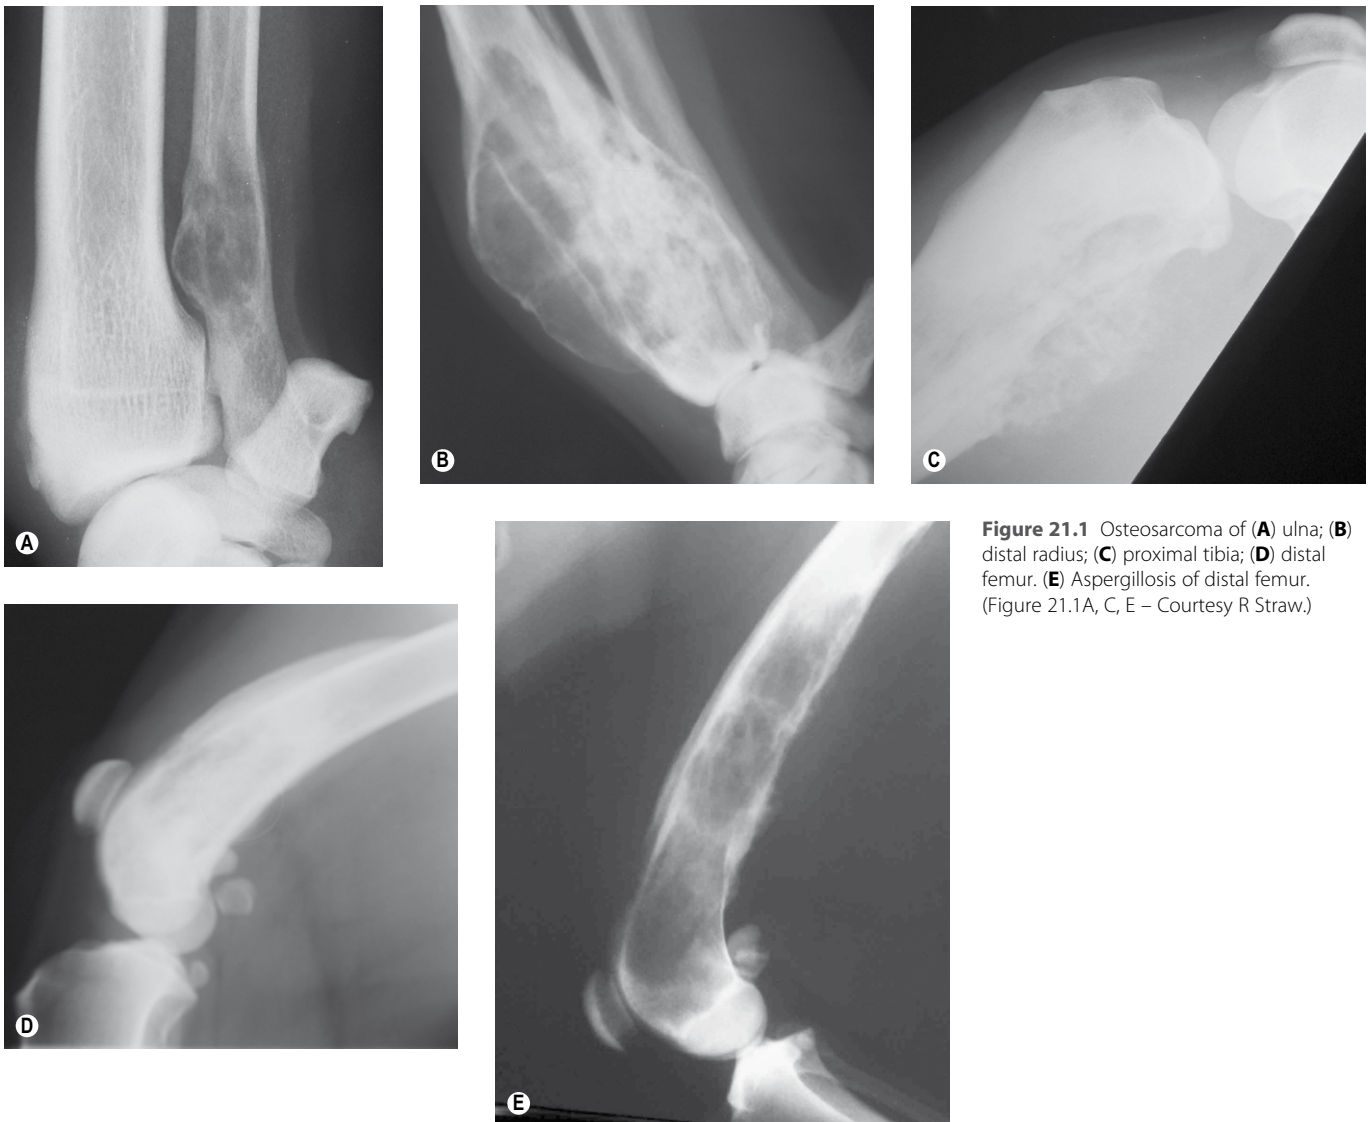 A
B
C
Figure 21.1 Osteosarcoma of (A) ulna; (B)
distal radius; (C) proximal tibia; (D) distal
femur. (E) Aspergillosis of distal femur.
(Figure 21.1A, C, E – Courtesy R Straw.)
D
E